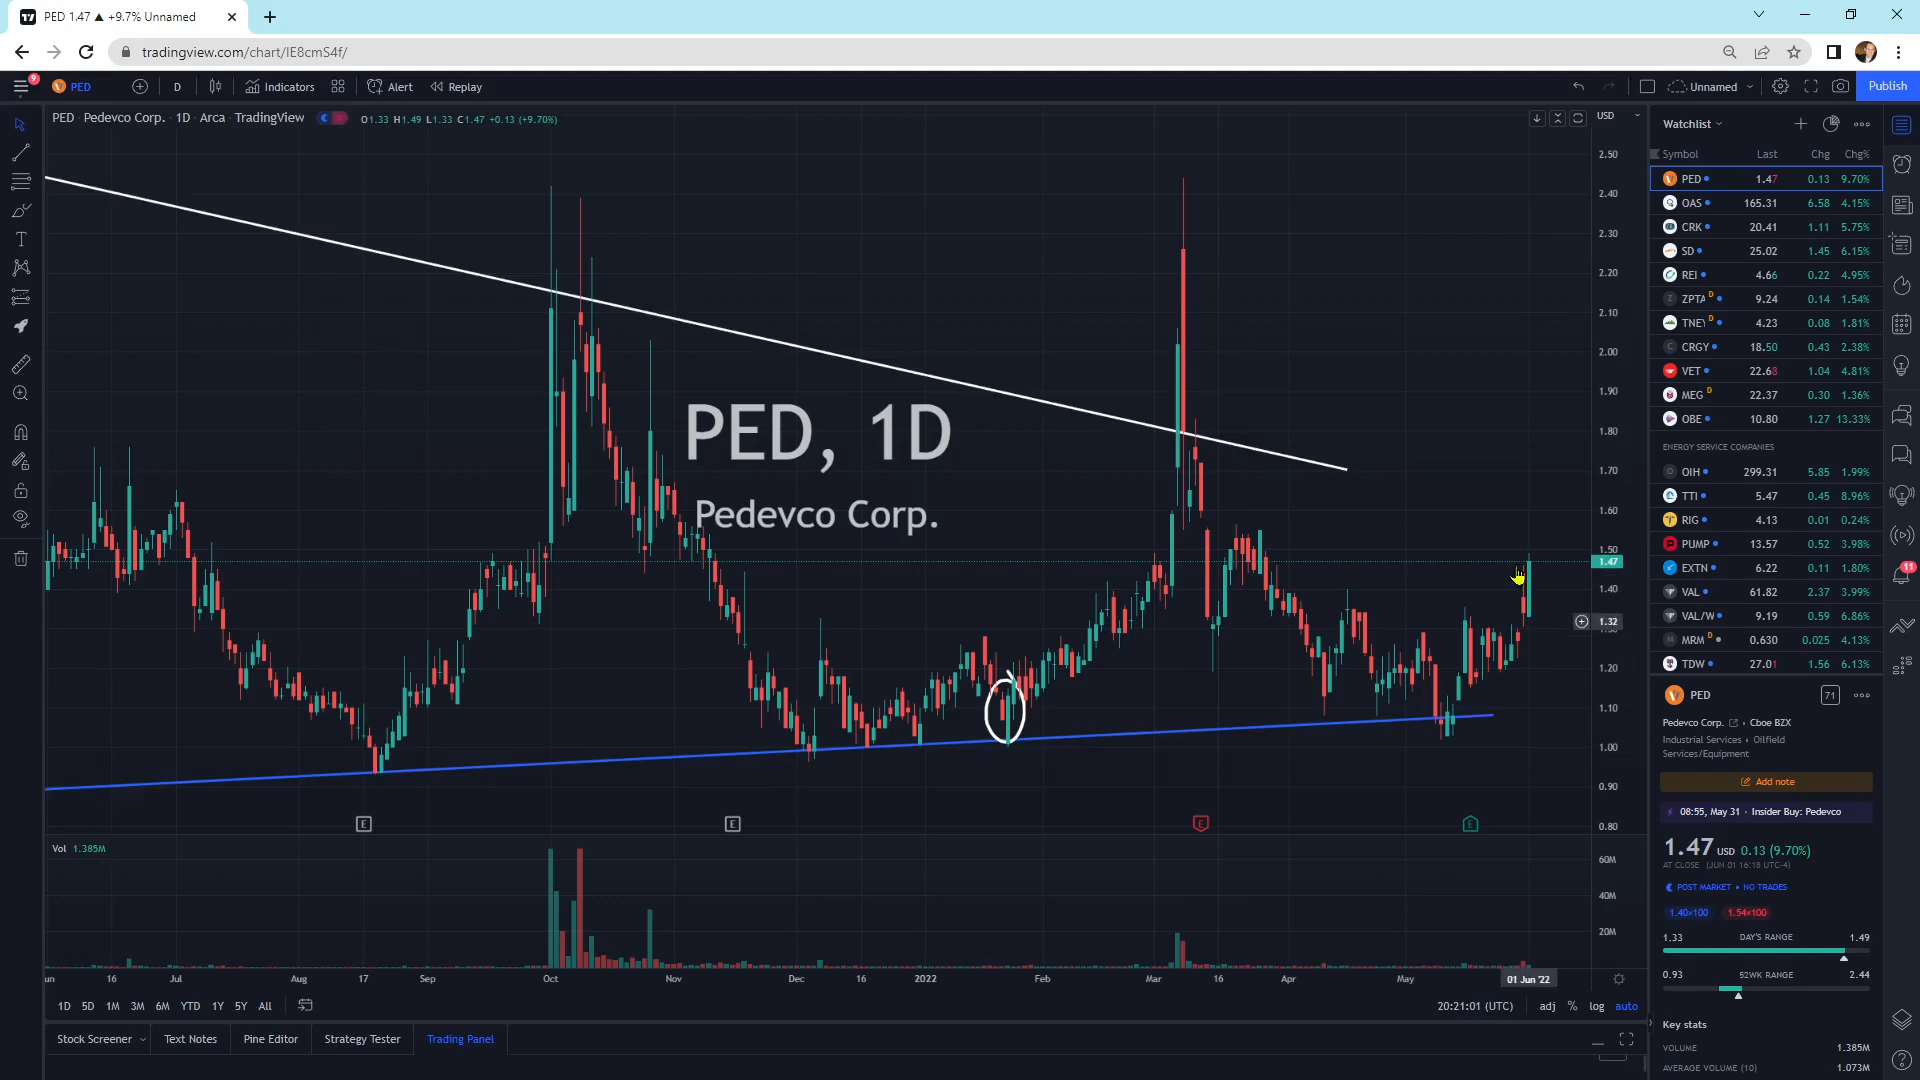 PED 1.47 ▲ +9.7% Unnamed
tradingview.com/chart/IE8cmS4f/
9 PED D Indicators Alert Replay Unnamed Publish
PED · Pedevco Corp. · 1D · Arca · TradingView O1.33 H1.49 L1.33 C1.47 +0.13 (+9.70%)
USD
2.50
2.40
2.30
2.20
2.10
2.00
1.90
1.80
1.70
1.60
1.50
1.47
1.40
1.32
1.20
1.10
1.00
0.90
0.80
PED, 1D
Pedevco Corp.
E E E E
Vol 1.385M
60M
40M
20M
16 Jul Aug 17 Sep Oct Nov Dec 16 2022 Feb Mar 16 Apr May 01 Jun '22
1D 5D 1M 3M 6M YTD 1Y 5Y All 20:21:01 (UTC) adj % log auto
Stock Screener Text Notes Pine Editor Strategy Tester Trading Panel
Watchlist
Symbol Last Chg Chg%
PED 1.47 0.13 9.70%
OAS 165.31 6.58 4.15%
CRK 20.41 1.11 5.75%
SD 25.02 1.45 6.15%
REI 4.66 0.22 4.95%
ZPTA D 9.24 0.14 1.54%
TNEY D 4.23 0.08 1.81%
CRGY 18.50 0.43 2.38%
VET 22.68 1.04 4.81%
MEG D 22.37 0.30 1.36%
OBE 10.80 1.27 13.33%
ENERGY SERVICE COMPANIES
OIH 299.31 5.85 1.99%
TTI 5.47 0.45 8.96%
RIG 4.13 0.01 0.24%
PUMP 13.57 0.52 3.98%
EXTN 6.22 0.11 1.80%
VAL 61.82 2.37 3.99%
VAL/W 9.19 0.59 6.86%
MRM D 0.630 0.025 4.13%
TDW 27.01 1.56 6.13%
11
PED 71
Pedevco Corp. · Cboe BZX
Industrial Services · Oilfield
Services/Equipment
Add note
08:55, May 31 · Insider Buy: Pedevco
1.47 USD 0.13 (9.70%)
AT CLOSE (JUN 01 16:18 UTC-4)
POST MARKET · NO TRADES
1.40×100 1.54×100
1.33 DAY'S RANGE 1.49
0.93 52WK RANGE 2.44
Key stats
VOLUME 1.385M
AVERAGE VOLUME (10) 1.073M